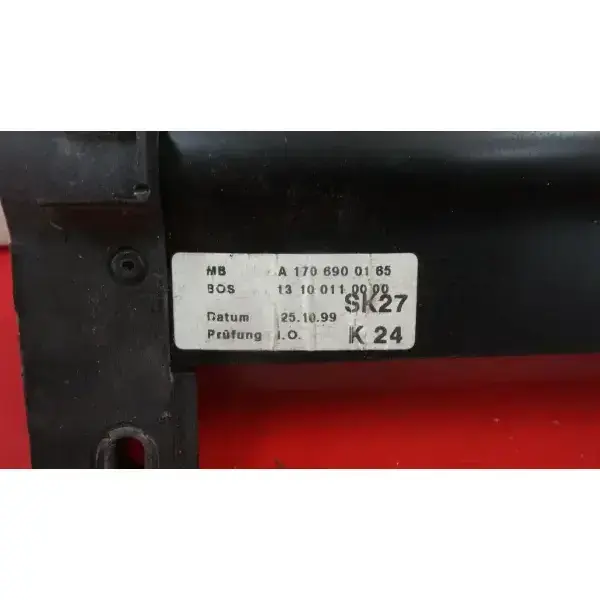 MB A 170 690 01 65
BOS 13 10 011 00 00
SK27
Datum 25.10.99
Prüfung I.O. K 24